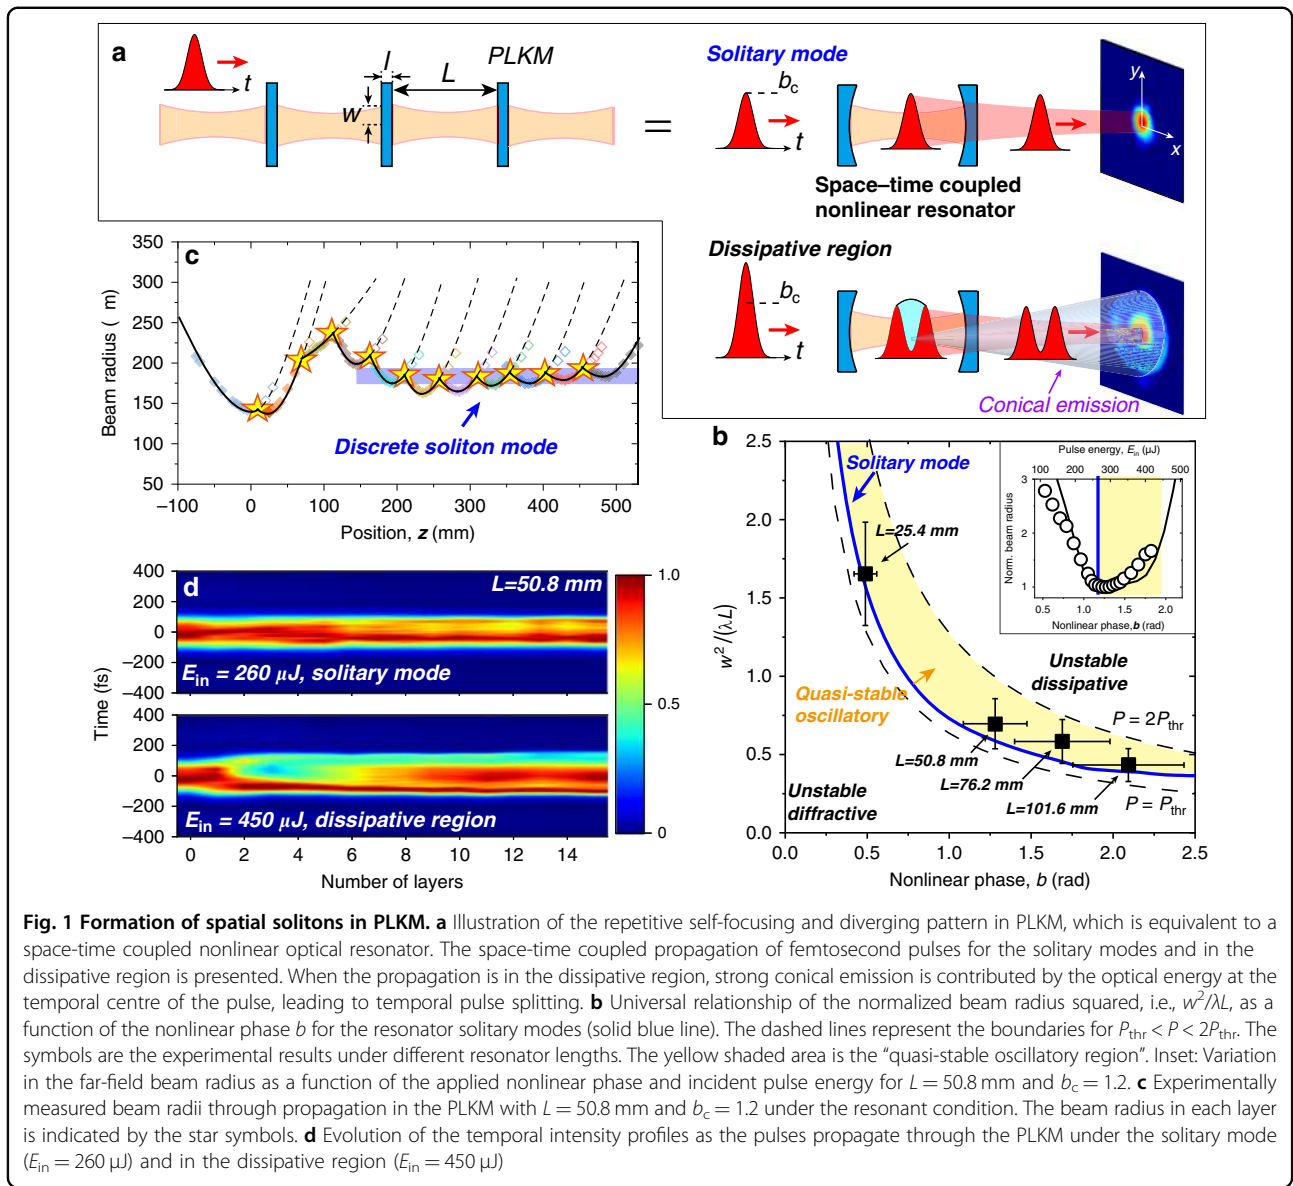 a
t
l
L
PLKM
w
=
Solitary mode
b_c
t
y
x
Space–time coupled
nonlinear resonator
Dissipative region
b_c
t
Conical emission
c
350
300
250
200
150
100
50
Beam radius ( m)
−100
0
100
200
300
400
500
Position, z (mm)
Discrete soliton mode
b
2.5
2.0
1.5
1.0
0.5
0.0
w²/(λL)
0.0
0.5
1.0
1.5
2.0
2.5
Nonlinear phase, b (rad)
Solitary mode
L=25.4 mm
Quasi-stable
oscillatory
Unstable
dissipative
P = 2P_thr
L=50.8 mm
L=76.2 mm
L=101.6 mm
P = P_thr
Unstable
diffractive
Pulse energy, E_in (µJ)
100 200 300 400 500
3
2
1
Norm. beam radius
0.5 1.0 1.5 2.0
Nonlinear phase, b (rad)
d
L=50.8 mm
400
200
0
−200
−400
E_in = 260 µJ, solitary mode
400
200
0
−200
−400
E_in = 450 µJ, dissipative region
Time (fs)
0 2 4 6 8 10 12 14
Number of layers
1.0
0.5
0
Fig. 1 Formation of spatial solitons in PLKM. a Illustration of the repetitive self-focusing and diverging pattern in PLKM, which is equivalent to a
space-time coupled nonlinear optical resonator. The space-time coupled propagation of femtosecond pulses for the solitary modes and in the
dissipative region is presented. When the propagation is in the dissipative region, strong conical emission is contributed by the optical energy at the
temporal centre of the pulse, leading to temporal pulse splitting. b Universal relationship of the normalized beam radius squared, i.e., w²/λL, as a
function of the nonlinear phase b for the resonator solitary modes (solid blue line). The dashed lines represent the boundaries for P_thr < P < 2P_thr. The
symbols are the experimental results under different resonator lengths. The yellow shaded area is the “quasi-stable oscillatory region”. Inset: Variation
in the far-field beam radius as a function of the applied nonlinear phase and incident pulse energy for L = 50.8 mm and b_c = 1.2. c Experimentally
measured beam radii through propagation in the PLKM with L = 50.8 mm and b_c = 1.2 under the resonant condition. The beam radius in each layer
is indicated by the star symbols. d Evolution of the temporal intensity profiles as the pulses propagate through the PLKM under the solitary mode
(E_in = 260 µJ) and in the dissipative region (E_in = 450 µJ)